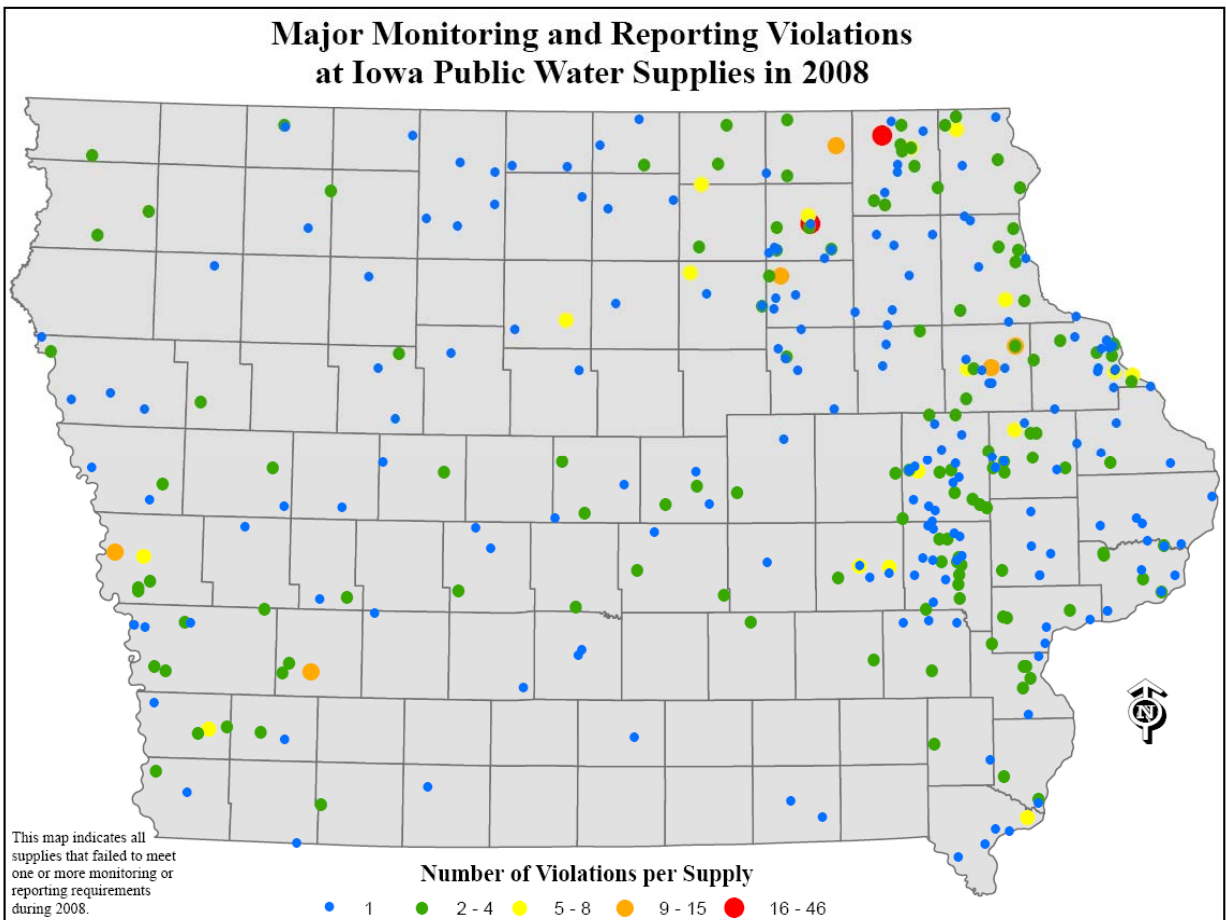 Major Monitoring and Reporting Violations
at Iowa Public Water Supplies in 2008
N
This map indicates all
supplies that failed to meet
one or more monitoring or
reporting requirements
during 2008.
Number of Violations per Supply
1 2 - 4 5 - 8 9 - 15 16 - 46